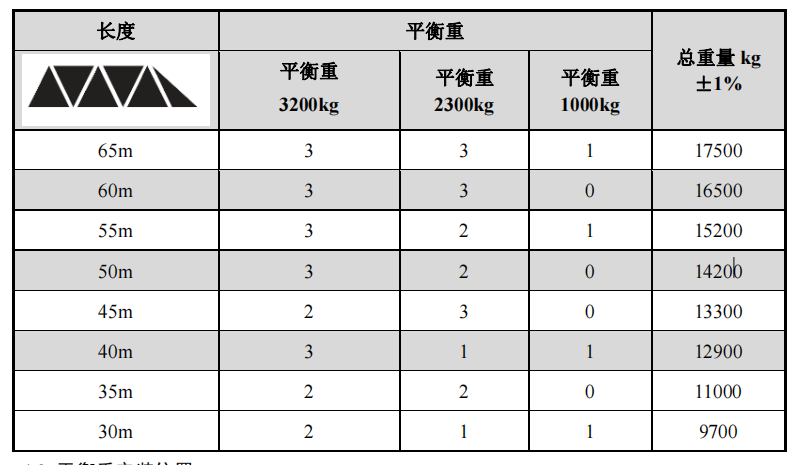 长度 平衡重 总重量 kg ±1%
平衡重 3200kg 平衡重 2300kg 平衡重 1000kg
65m 3 3 1 17500
60m 3 3 0 16500
55m 3 2 1 15200
50m 3 2 0 14200
45m 2 3 0 13300
40m 3 1 1 12900
35m 2 2 0 11000
30m 2 1 1 9700